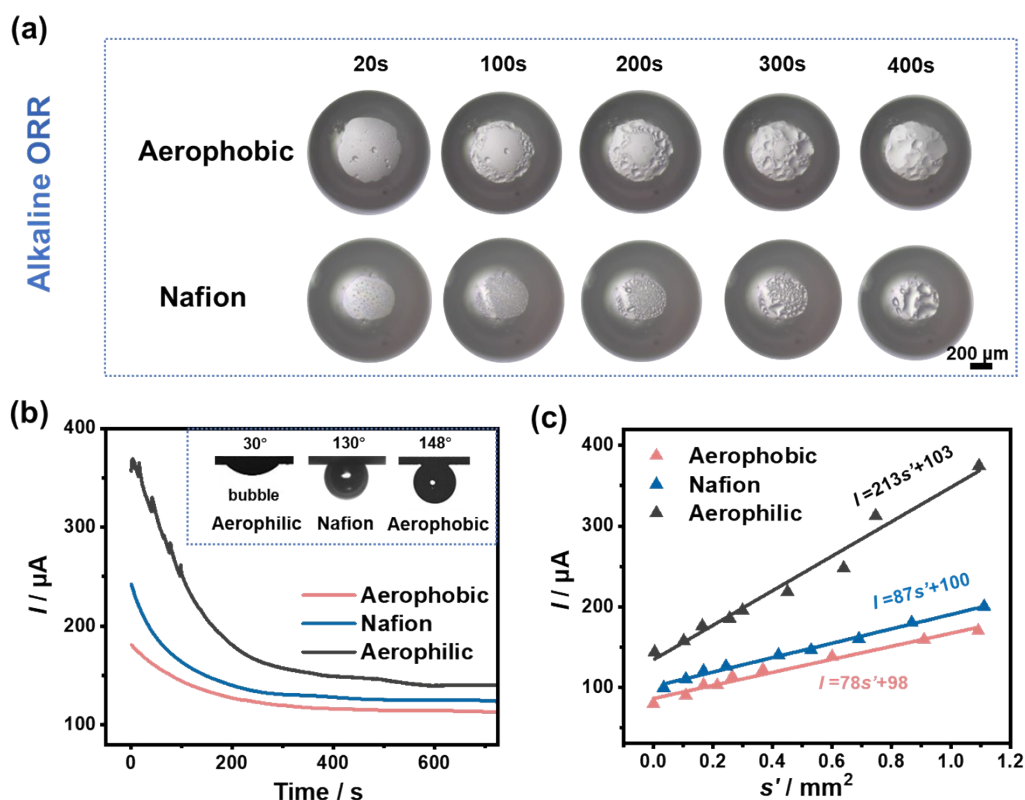 (a)
20s 100s 200s 300s 400s
Alkaline ORR
Aerophobic
Nafion
200 μm
(b)
400
300
200
100
I / μA
0 200 400 600
Time / s
30° 130° 148°
bubble
Aerophilic Nafion Aerophobic
Aerophobic
Nafion
Aerophilic
(c)
400
300
200
100
I / μA
0.0 0.2 0.4 0.6 0.8 1.0 1.2
s′ / mm²
Aerophobic
Nafion
Aerophilic
I =213s′+103
I =87s′+100
I =78s′+98